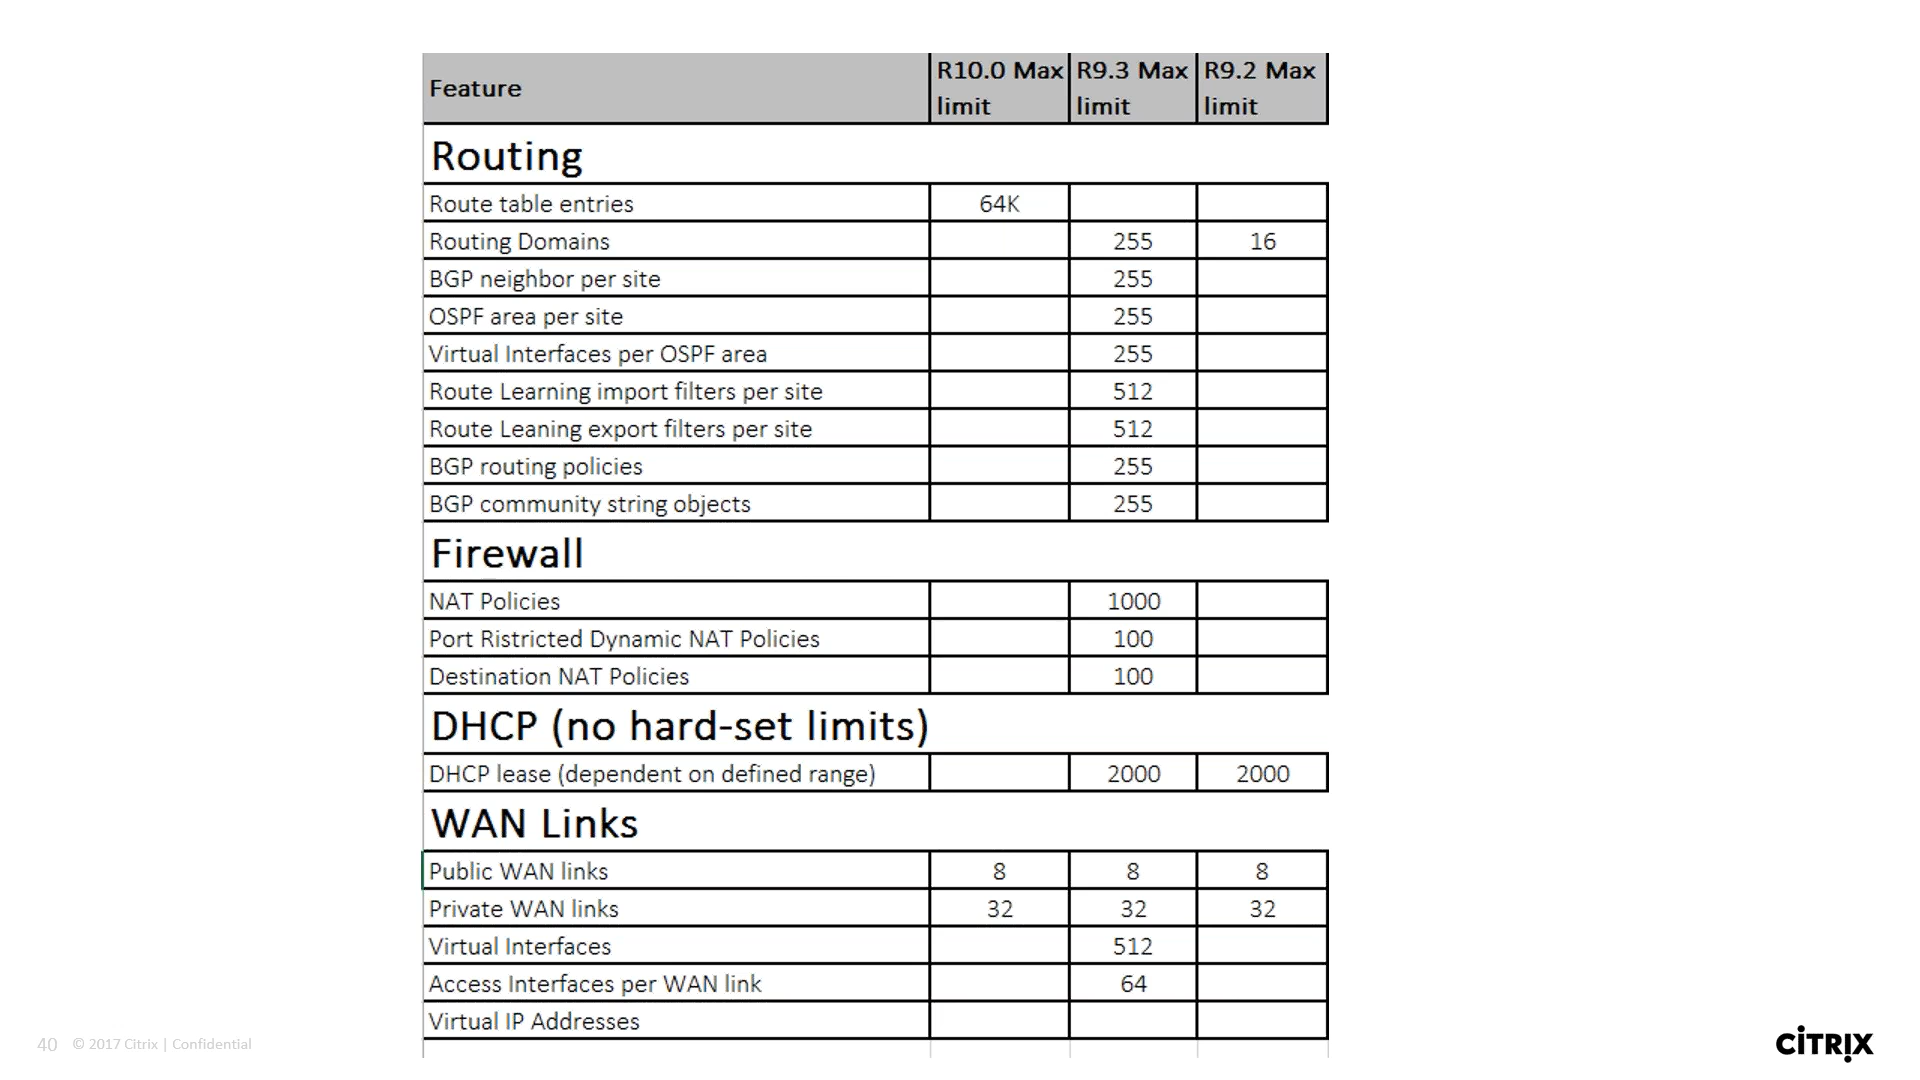 Feature R10.0 Max limit R9.3 Max limit R9.2 Max limit
Routing
Route table entries 64K
Routing Domains 255 16
BGP neighbor per site 255
OSPF area per site 255
Virtual Interfaces per OSPF area 255
Route Learning import filters per site 512
Route Leaning export filters per site 512
BGP routing policies 255
BGP community string objects 255
Firewall
NAT Policies 1000
Port Ristricted Dynamic NAT Policies 100
Destination NAT Policies 100
DHCP (no hard-set limits)
DHCP lease (dependent on defined range) 2000 2000
WAN Links
Public WAN links 8 8 8
Private WAN links 32 32 32
Virtual Interfaces 512
Access Interfaces per WAN link 64
Virtual IP Addresses
40 © 2017 Citrix | Confidential
CITRIX